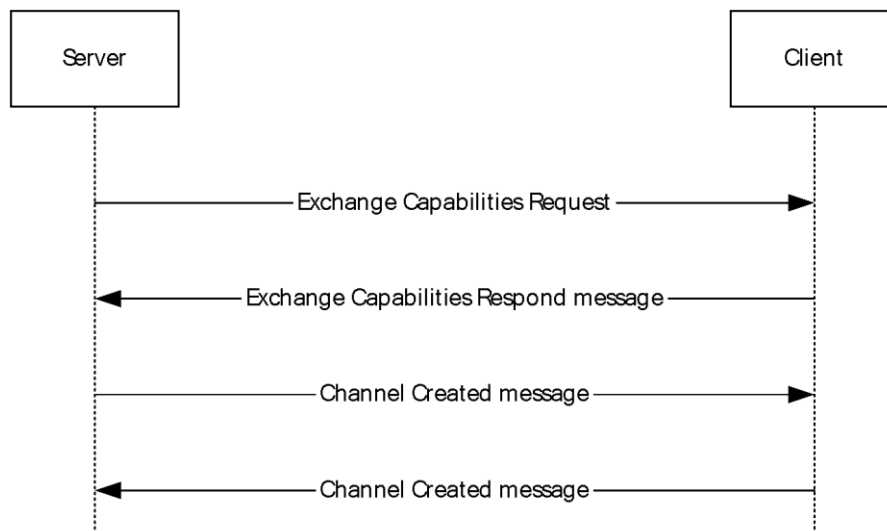 Server
Client
Exchange Capabilities Request
Exchange Capabilities Respond message
Channel Created message
Channel Created message